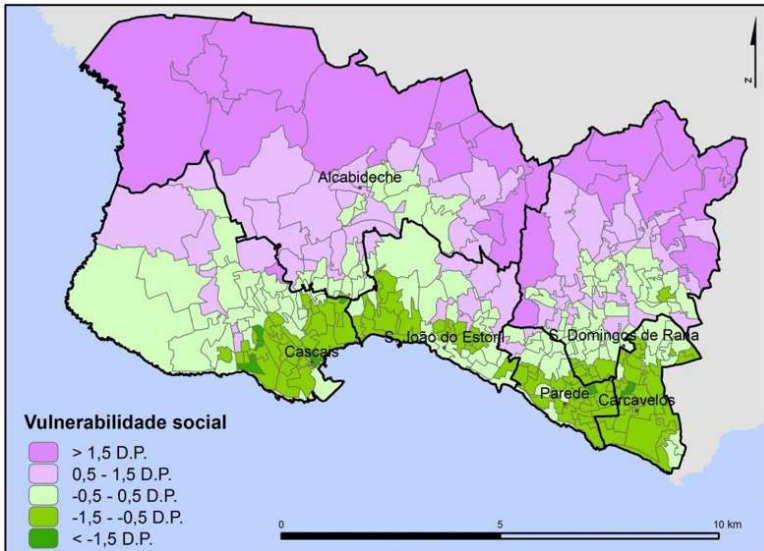 N
Alcabideche
S. João do Estoril
S. Domingos de Rana
Cascais
Parede
Carcavelos
Vulnerabilidade social
> 1,5 D.P.
0,5 - 1,5 D.P.
-0,5 - 0,5 D.P.
-1,5 - -0,5 D.P.
< -1,5 D.P.
0 5 10 km